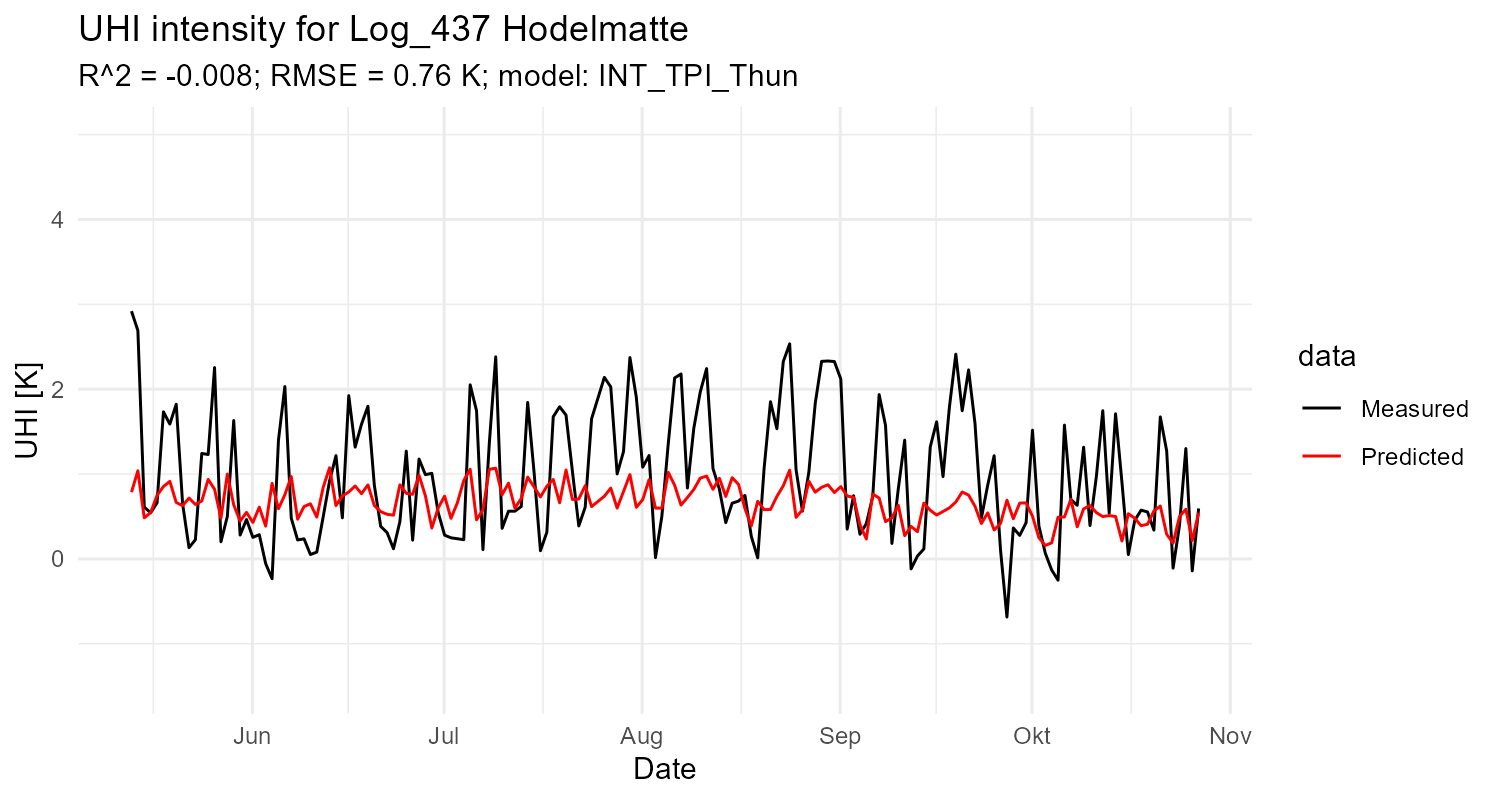 UHI intensity for Log_437 Hodelmatte
R^2 = -0.008; RMSE = 0.76 K; model: INT_TPI_Thun
UHI [K]
4
2
0
Jun Jul Aug Sep Okt Nov
Date
data
Measured
Predicted